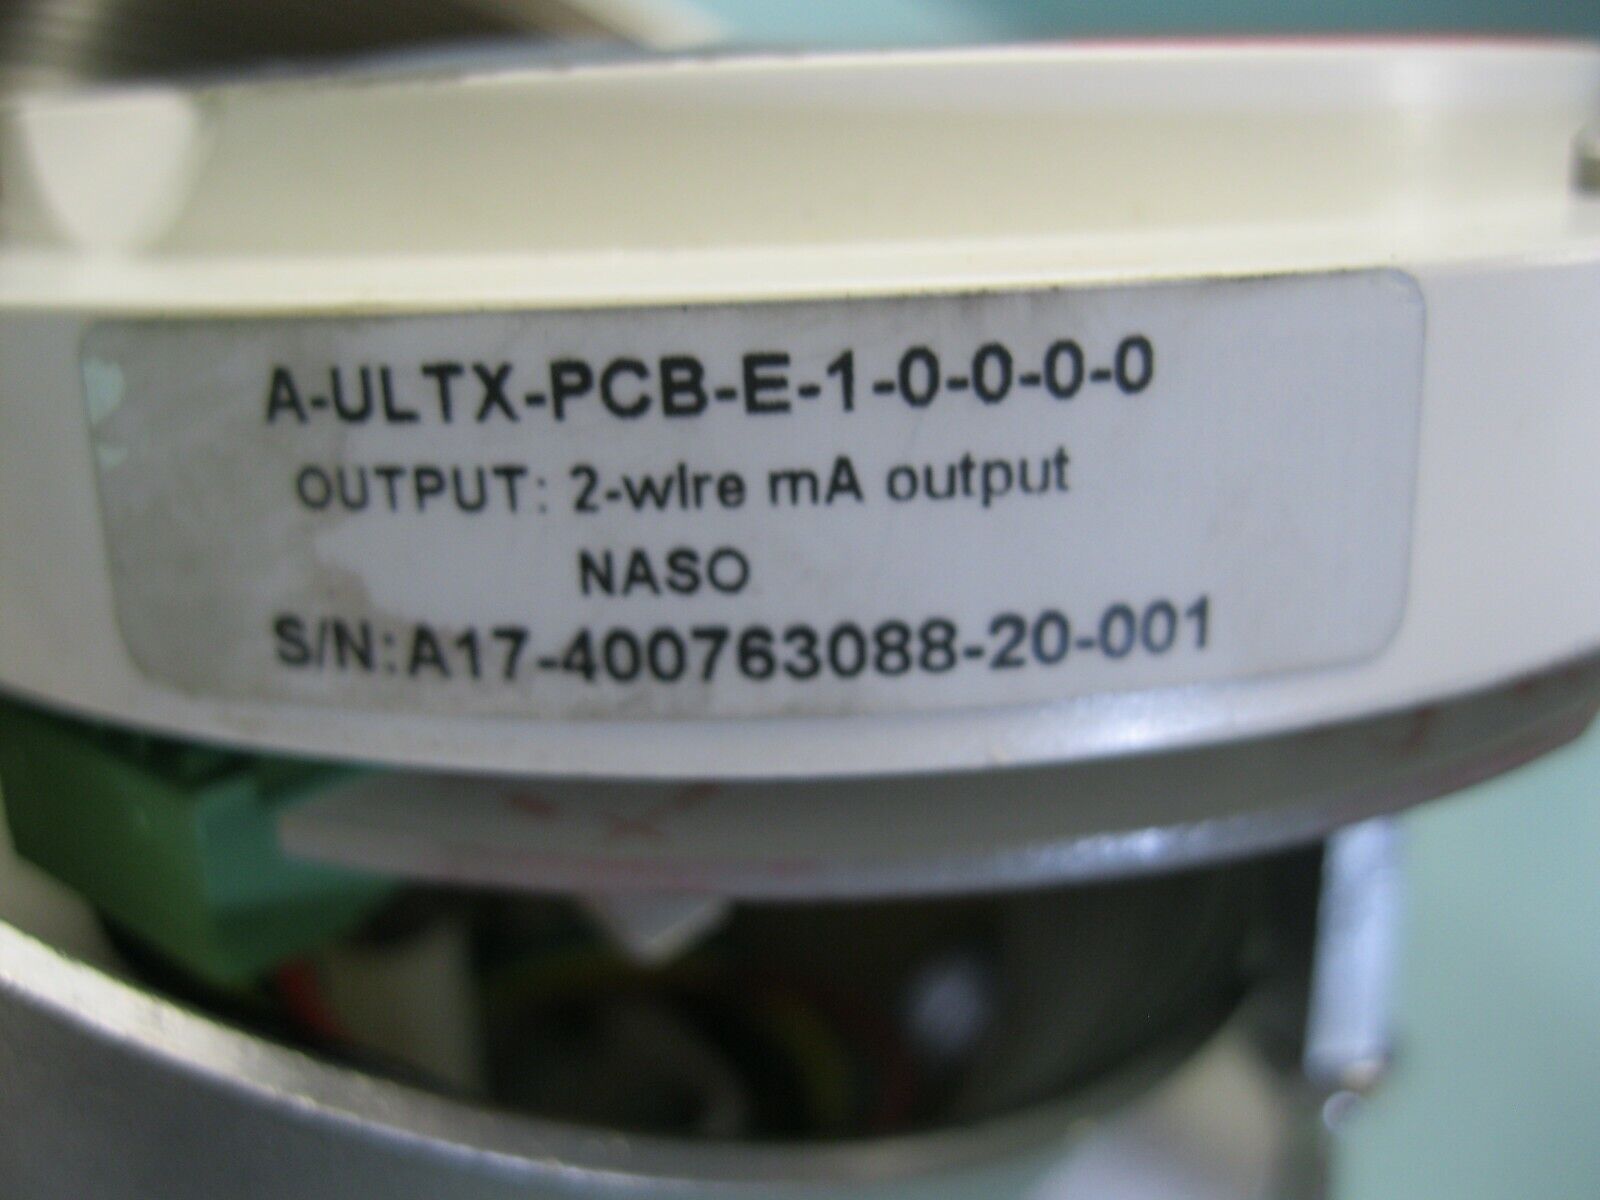 A-ULTX-PCB-E-1-0-0-0-0
OUTPUT: 2-wire mA output
NASO
S/N:A17-400763088-20-001